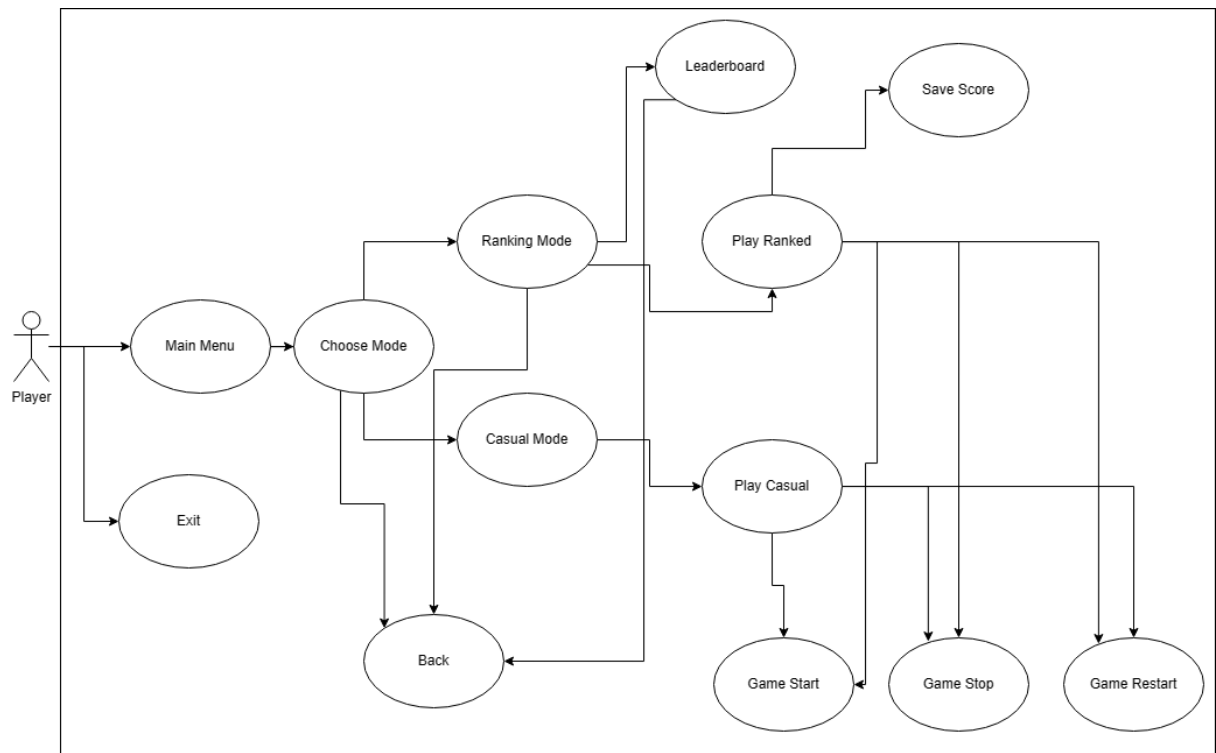 Leaderboard
Save Score
Ranking Mode
Play Ranked
Main Menu
Choose Mode
Player
Casual Mode
Play Casual
Exit
Back
Game Start
Game Stop
Game Restart